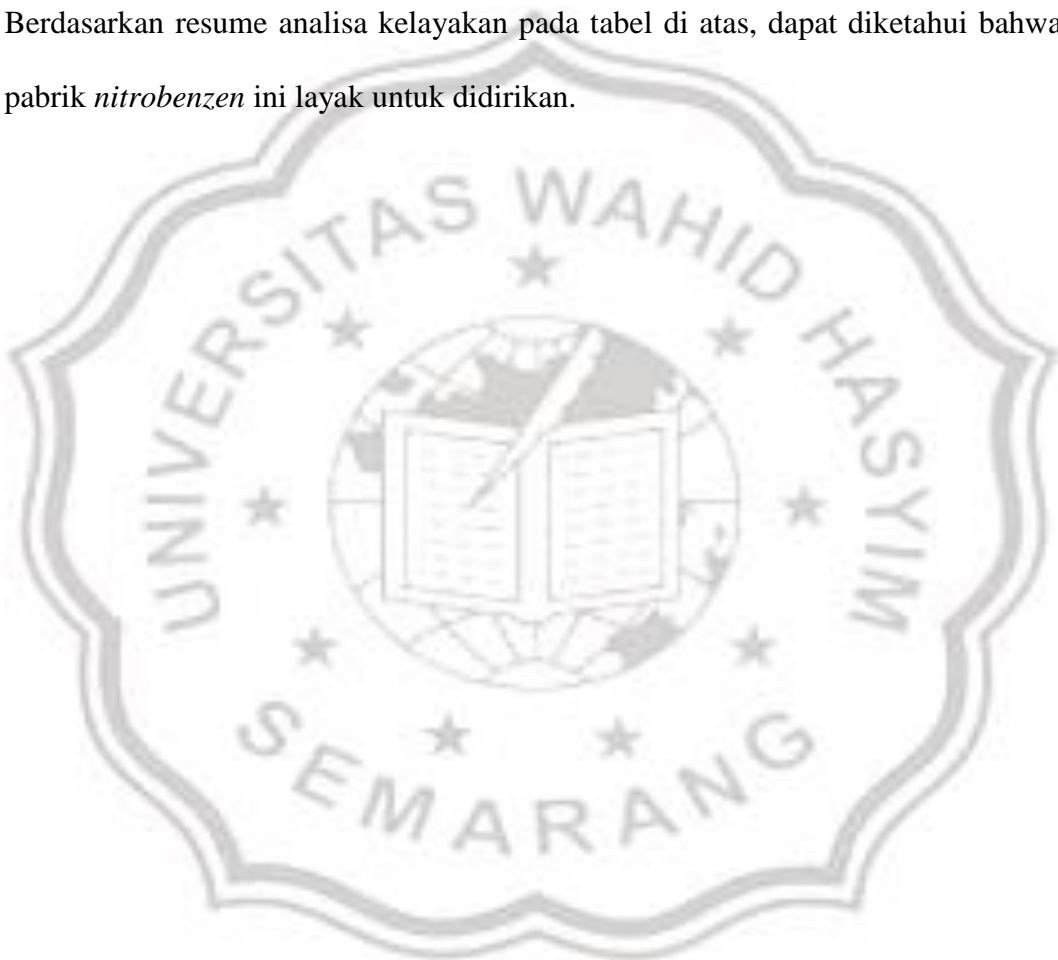 Berdasarkan resume analisa kelayakan pada tabel di atas, dapat diketahui bahwa
pabrik nitrobenzen ini layak untuk didirikan.
UNIVERSITAS WAHID HASYIM
SEMARANG